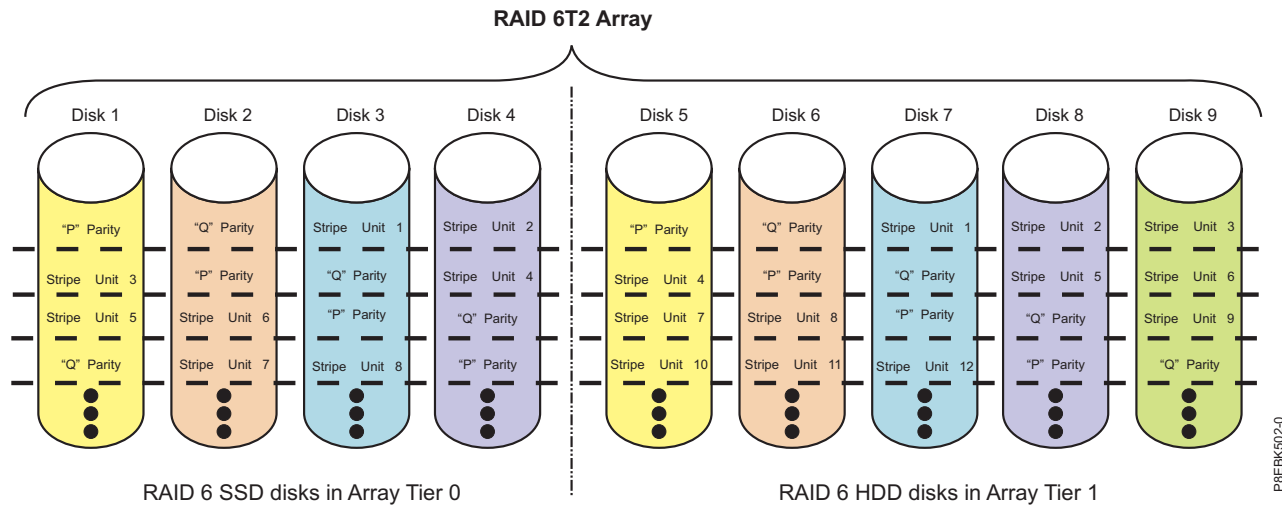 RAID 6T2 Array
Disk 1 Disk 2 Disk 3 Disk 4 Disk 5 Disk 6 Disk 7 Disk 8 Disk 9
“P” Parity “Q” Parity Stripe Unit 1 Stripe Unit 2 “P” Parity “Q” Parity Stripe Unit 1 Stripe Unit 2 Stripe Unit 3
Stripe Unit 3 “P” Parity “Q” Parity Stripe Unit 4 Stripe Unit 4 “P” Parity “Q” Parity Stripe Unit 5 Stripe Unit 6
Stripe Unit 5 Stripe Unit 6 “P” Parity “Q” Parity Stripe Unit 7 Stripe Unit 8 “P” Parity “Q” Parity Stripe Unit 9
“Q” Parity Stripe Unit 7 Stripe Unit 8 “P” Parity Stripe Unit 10 Stripe Unit 11 Stripe Unit 12 “P” Parity “Q” Parity
RAID 6 SSD disks in Array Tier 0 RAID 6 HDD disks in Array Tier 1
P8EBK502-0